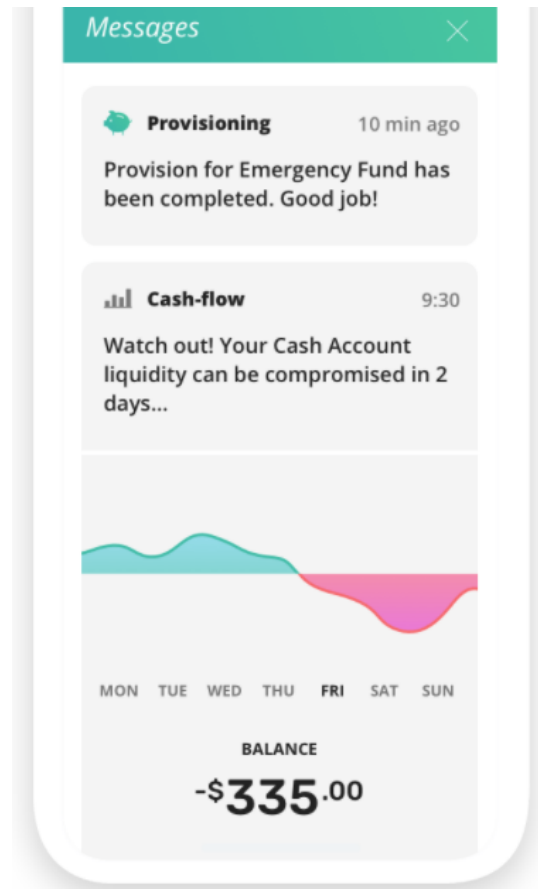 Messages
Provisioning 10 min ago
Provision for Emergency Fund has
been completed. Good job!
Cash-flow 9:30
Watch out! Your Cash Account
liquidity can be compromised in 2
days...
MON TUE WED THU FRI SAT SUN
BALANCE
-$335.00